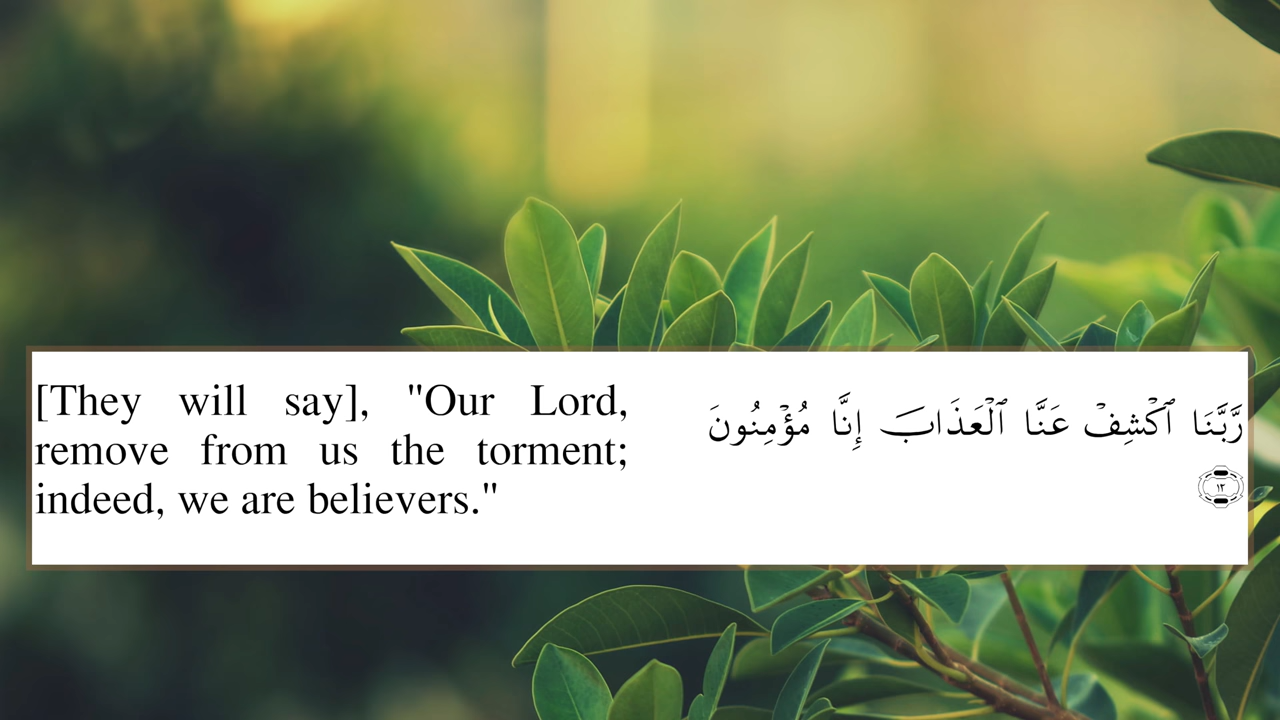 [They will say], "Our Lord,
remove from us the torment;
indeed, we are believers."
رَّبَّنَا ٱكْشِفْ عَنَّا ٱلْعَذَابَ إِنَّا مُؤْمِنُونَ
١٢